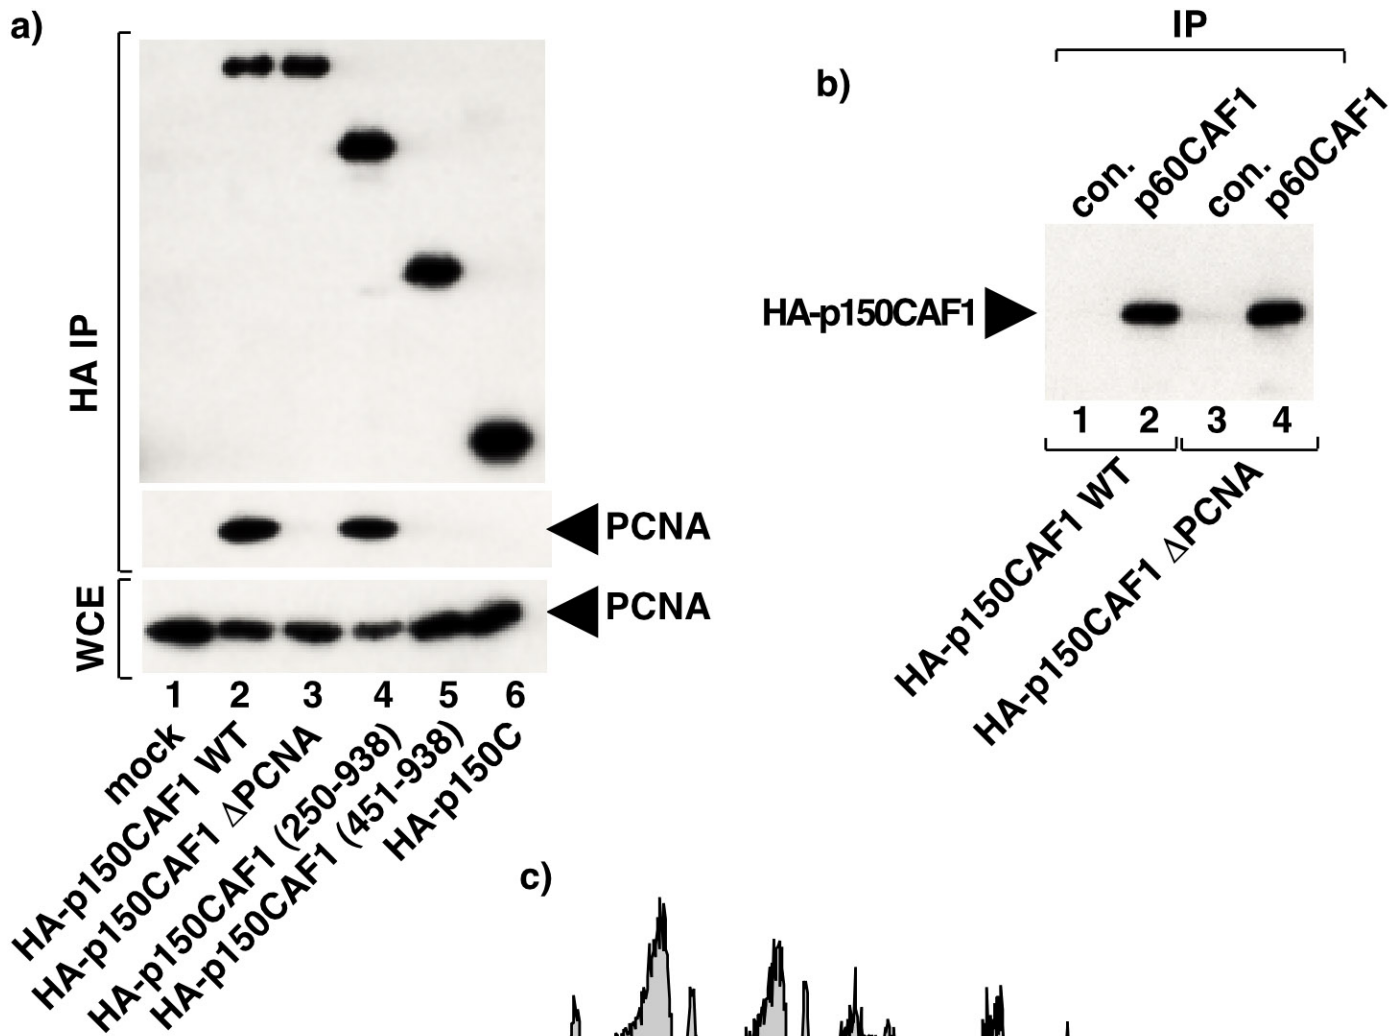 a)
HA IP
PCNA
WCE
PCNA
1 2 3 4 5 6
mock
HA-p150CAF1 WT
HA-p150CAF1 ΔPCNA
HA-p150CAF1 (250-938)
HA-p150CAF1 (451-938)
HA-p150C
b)
IP
con.
p60CAF1
con.
p60CAF1
HA-p150CAF1
1 2 3 4
HA-p150CAF1 WT
HA-p150CAF1 ΔPCNA
c)